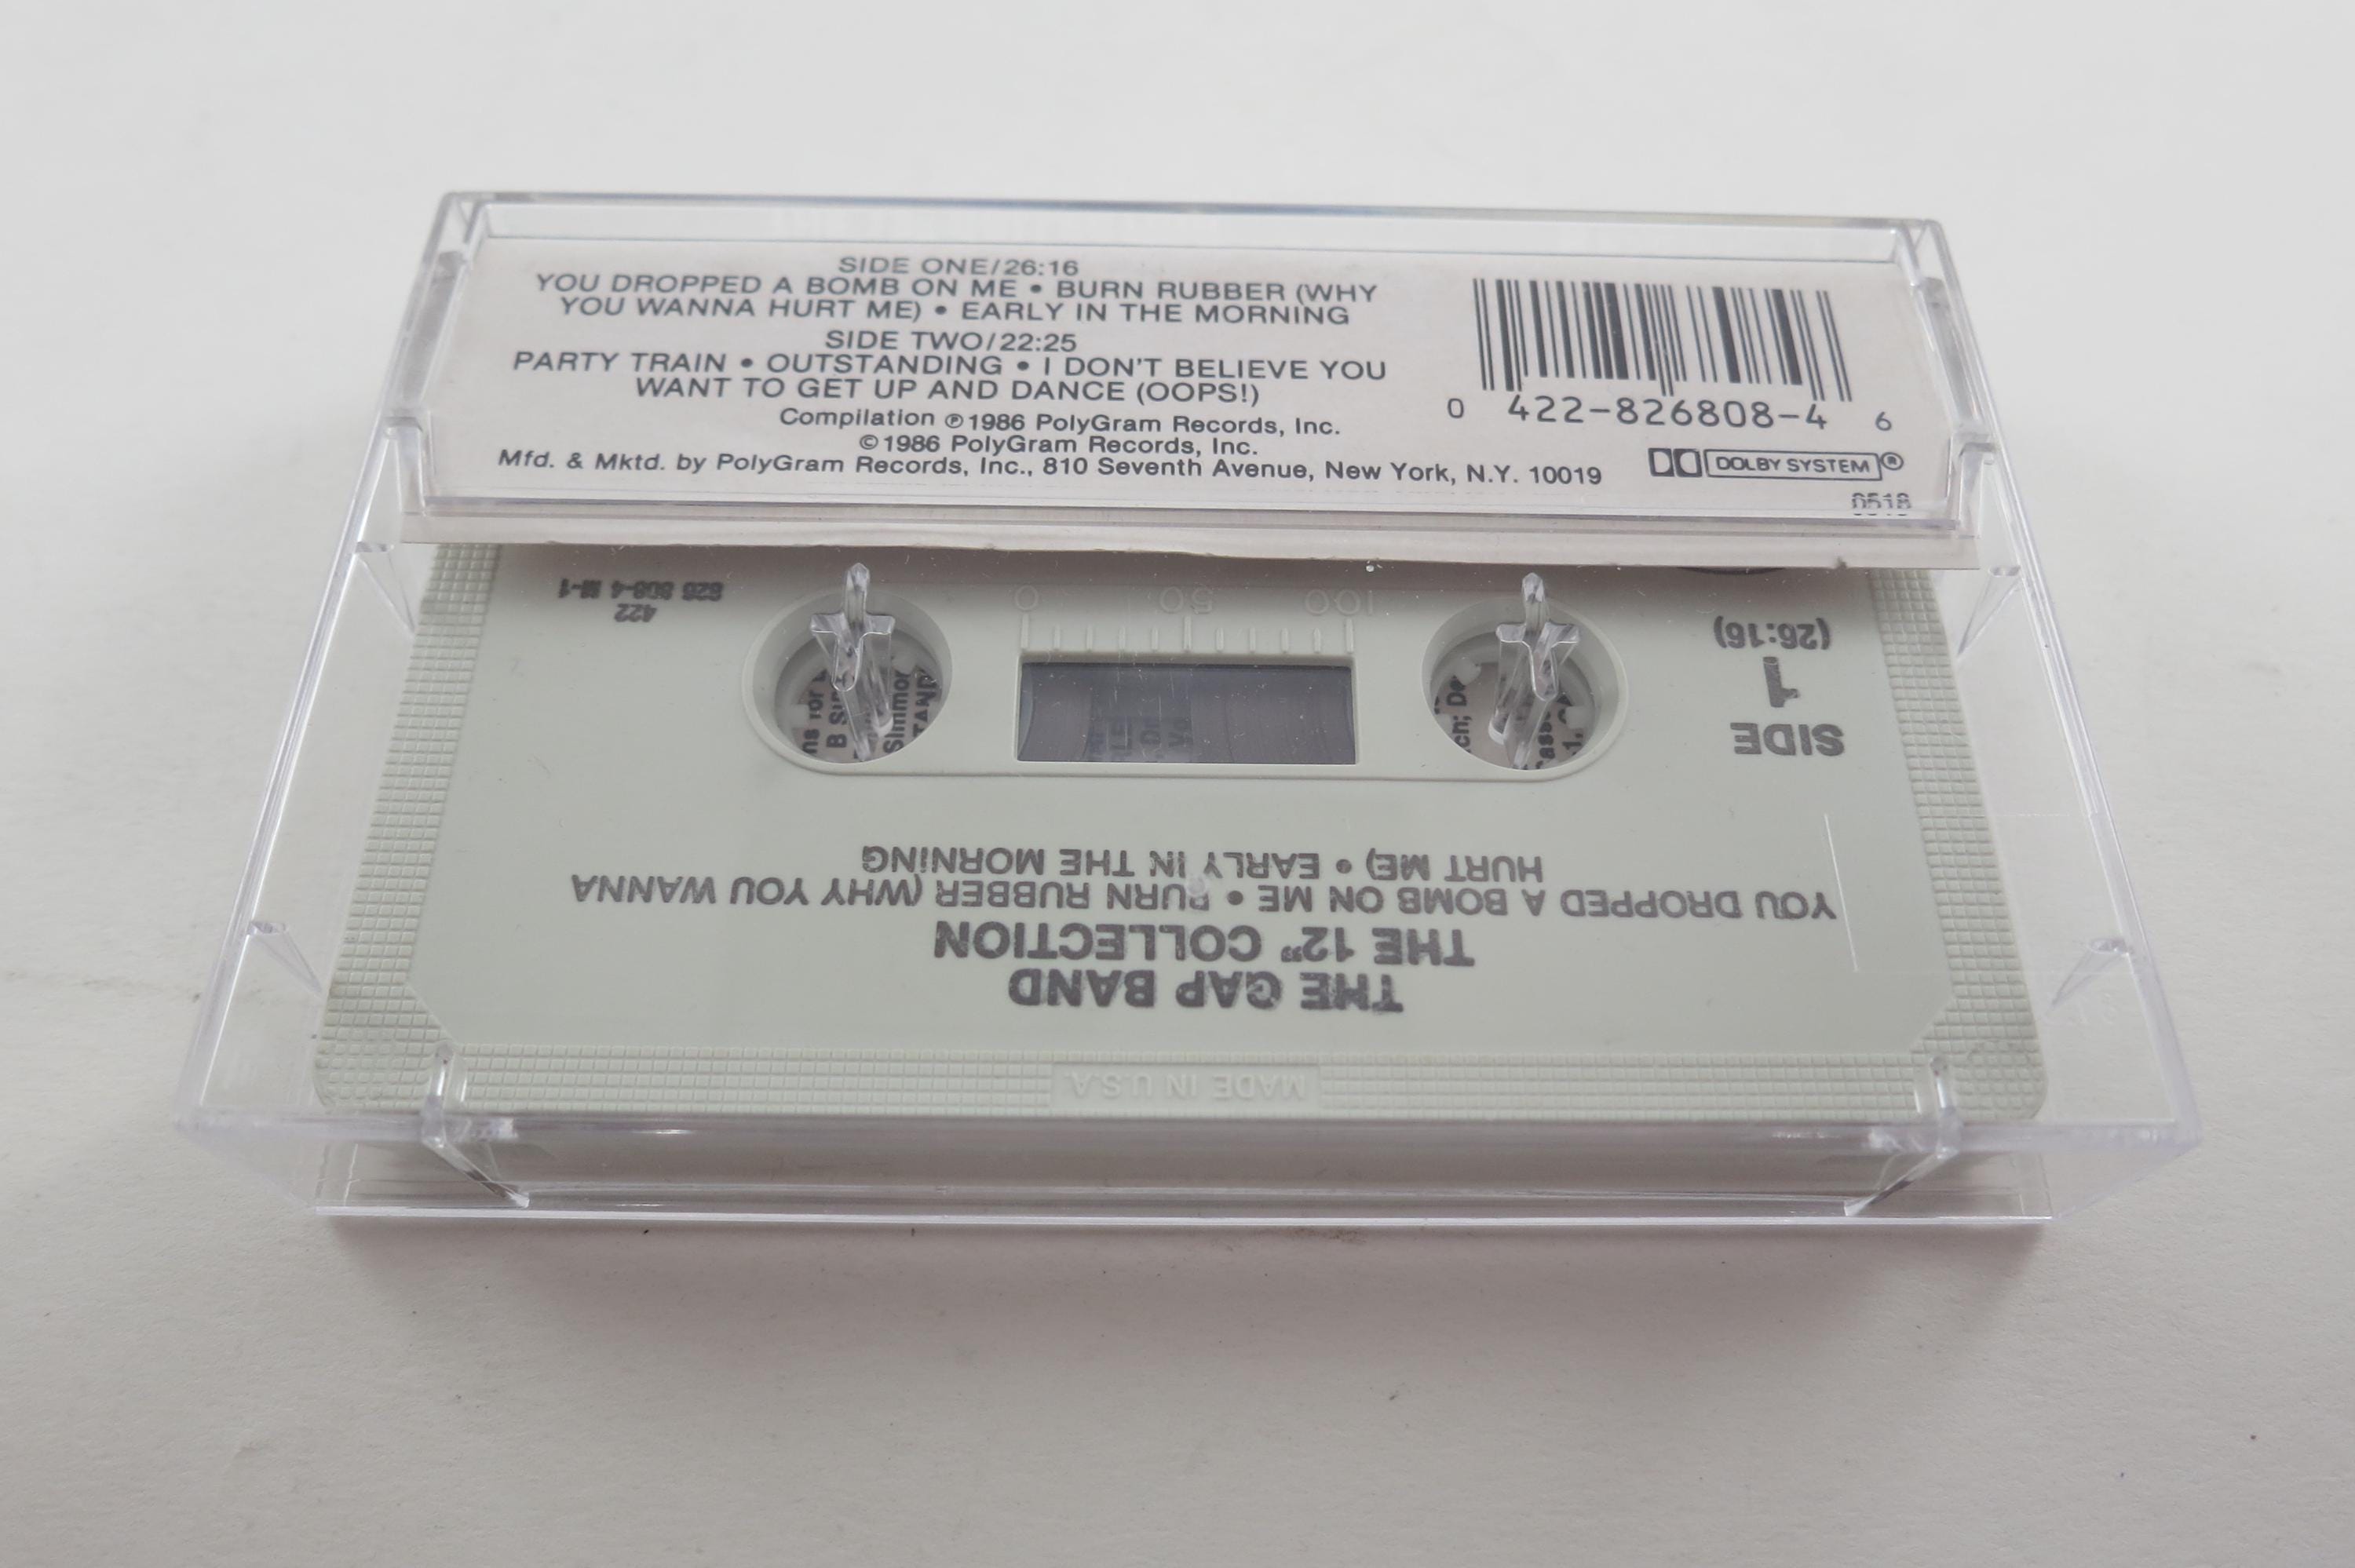 SIDE ONE/26:16
YOU DROPPED A BOMB ON ME • BURN RUBBER (WHY
YOU WANNA HURT ME) • EARLY IN THE MORNING
SIDE TWO/22:25
PARTY TRAIN • OUTSTANDING • I DON'T BELIEVE YOU
WANT TO GET UP AND DANCE (OOPS!)
Compilation ℗1986 PolyGram Records, Inc.
©1986 PolyGram Records, Inc.
Mfd. & Mktd. by PolyGram Records, Inc., 810 Seventh Avenue, New York, N.Y. 10019
0 422-826808-4 6
DOLBY SYSTEM®
0518
MADE IN U.S.A.
THE GAP BAND
THE 12" COLLECTION
YOU DROPPED A BOMB ON ME • BURN RUBBER (WHY YOU WANNA
HURT ME) • EARLY IN THE MORNING
SIDE
1
(26:16)
100 50 0
422
826 808-4 M-1